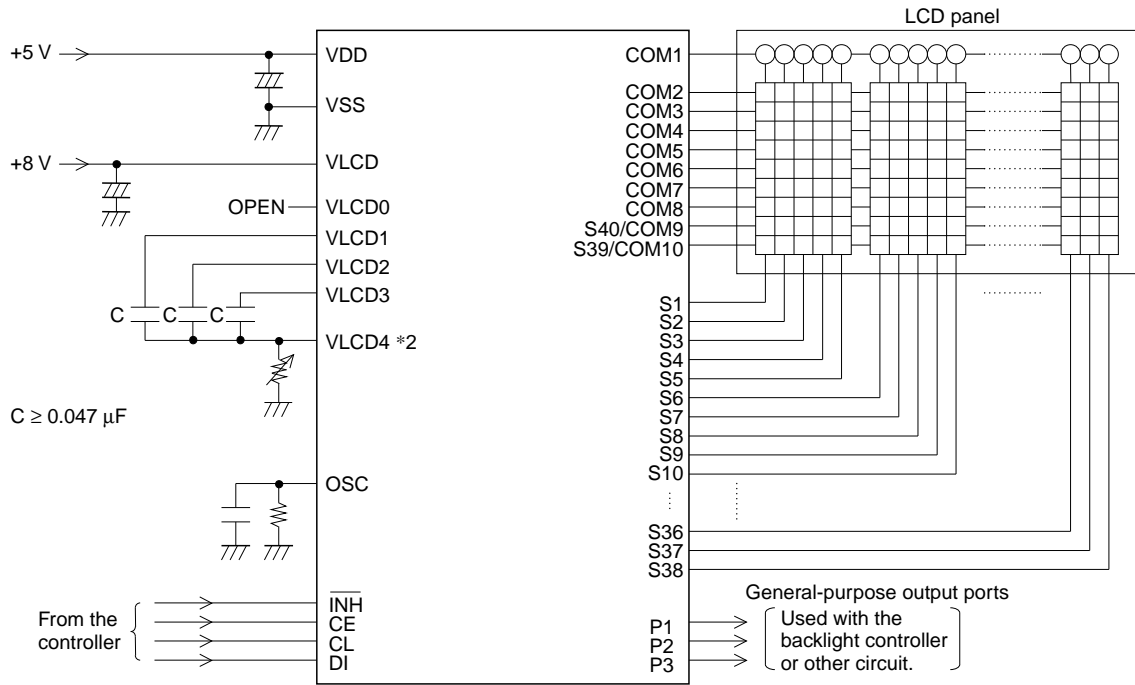 LCD panel
+5 V
VDD
COM1
VSS
COM2
COM3
COM4
COM5
COM6
COM7
COM8
S40/COM9
S39/COM10
+8 V
VLCD
OPEN
VLCD0
VLCD1
VLCD2
VLCD3
C
C
C
VLCD4 *2
C ≥ 0.047 μF
S1
S2
S3
S4
S5
S6
S7
S8
S9
S10
OSC
S36
S37
S38
From the
controller
INH
CE
CL
DI
General-purpose output ports
P1
P2
P3
Used with the
backlight controller
or other circuit.